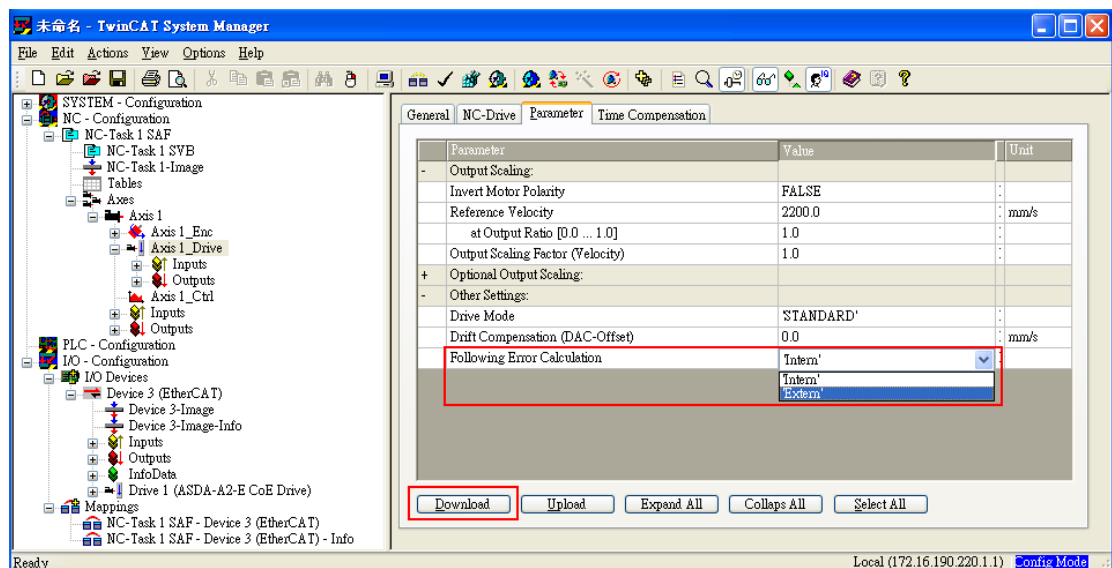 未命名 - TwinCAT System Manager
File Edit Actions View Options Help
SYSTEM - Configuration
NC - Configuration
NC-Task 1 SAF
NC-Task 1 SVB
NC-Task 1-Image
Tables
Axes
Axis 1
Axis 1_Enc
Axis 1_Drive
Inputs
Outputs
Axis 1_Ctrl
Inputs
Outputs
PLC - Configuration
I/O - Configuration
I/O Devices
Device 3 (EtherCAT)
Device 3-Image
Device 3-Image-Info
Inputs
Outputs
InfoData
Drive 1 (ASDA-A2-E CoE Drive)
Mappings
NC-Task 1 SAF - Device 3 (EtherCAT)
NC-Task 1 SAF - Device 3 (EtherCAT) - Info
General NC-Drive Parameter Time Compensation
Parameter Value Unit
- Output Scaling:
Invert Motor Polarity FALSE :
Reference Velocity 2200.0 : mm/s
at Output Ratio [0.0 ... 1.0] 1.0 :
Output Scaling Factor (Velocity) 1.0 :
+ Optional Output Scaling:
- Other Settings:
Drive Mode 'STANDARD' :
Drift Compensation (DAC-Offset) 0.0 : mm/s
Following Error Calculation 'Intern'
'Intern'
'Extern'
Download Upload Expand All Collaps All Select All
Ready Local (172.16.190.220.1.1) Config Mode